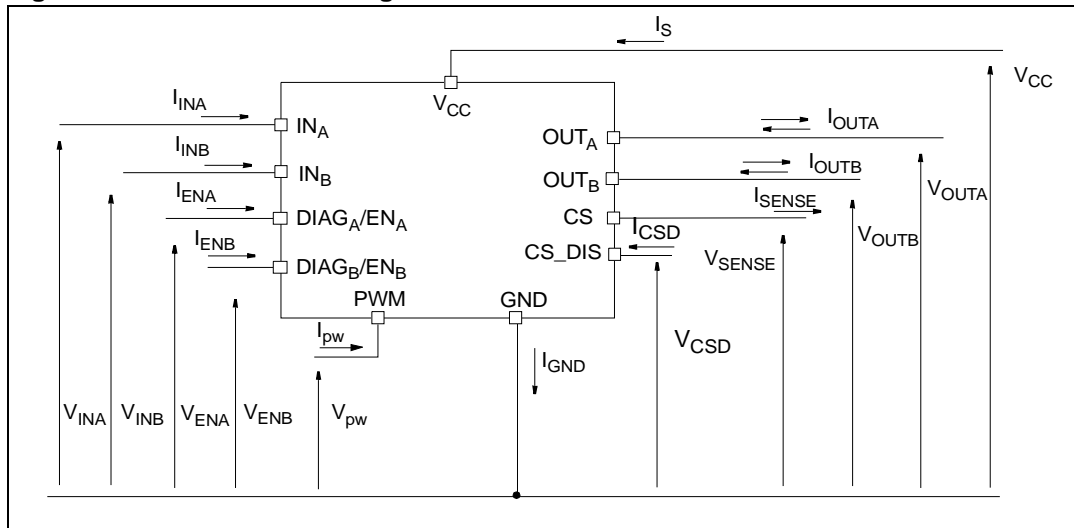 I_S
V_CC
V_CC
I_INA
IN_A
OUT_A
I_OUTA
I_INB
IN_B
OUT_B
I_OUTB
I_ENA
DIAG_A/EN_A
CS
I_SENSE
V_OUTA
I_ENB
DIAG_B/EN_B
CS_DIS
I_CSD
V_SENSE
V_OUTB
PWM
GND
I_pw
I_GND
V_CSD
V_INA
V_INB
V_ENA
V_ENB
V_pw